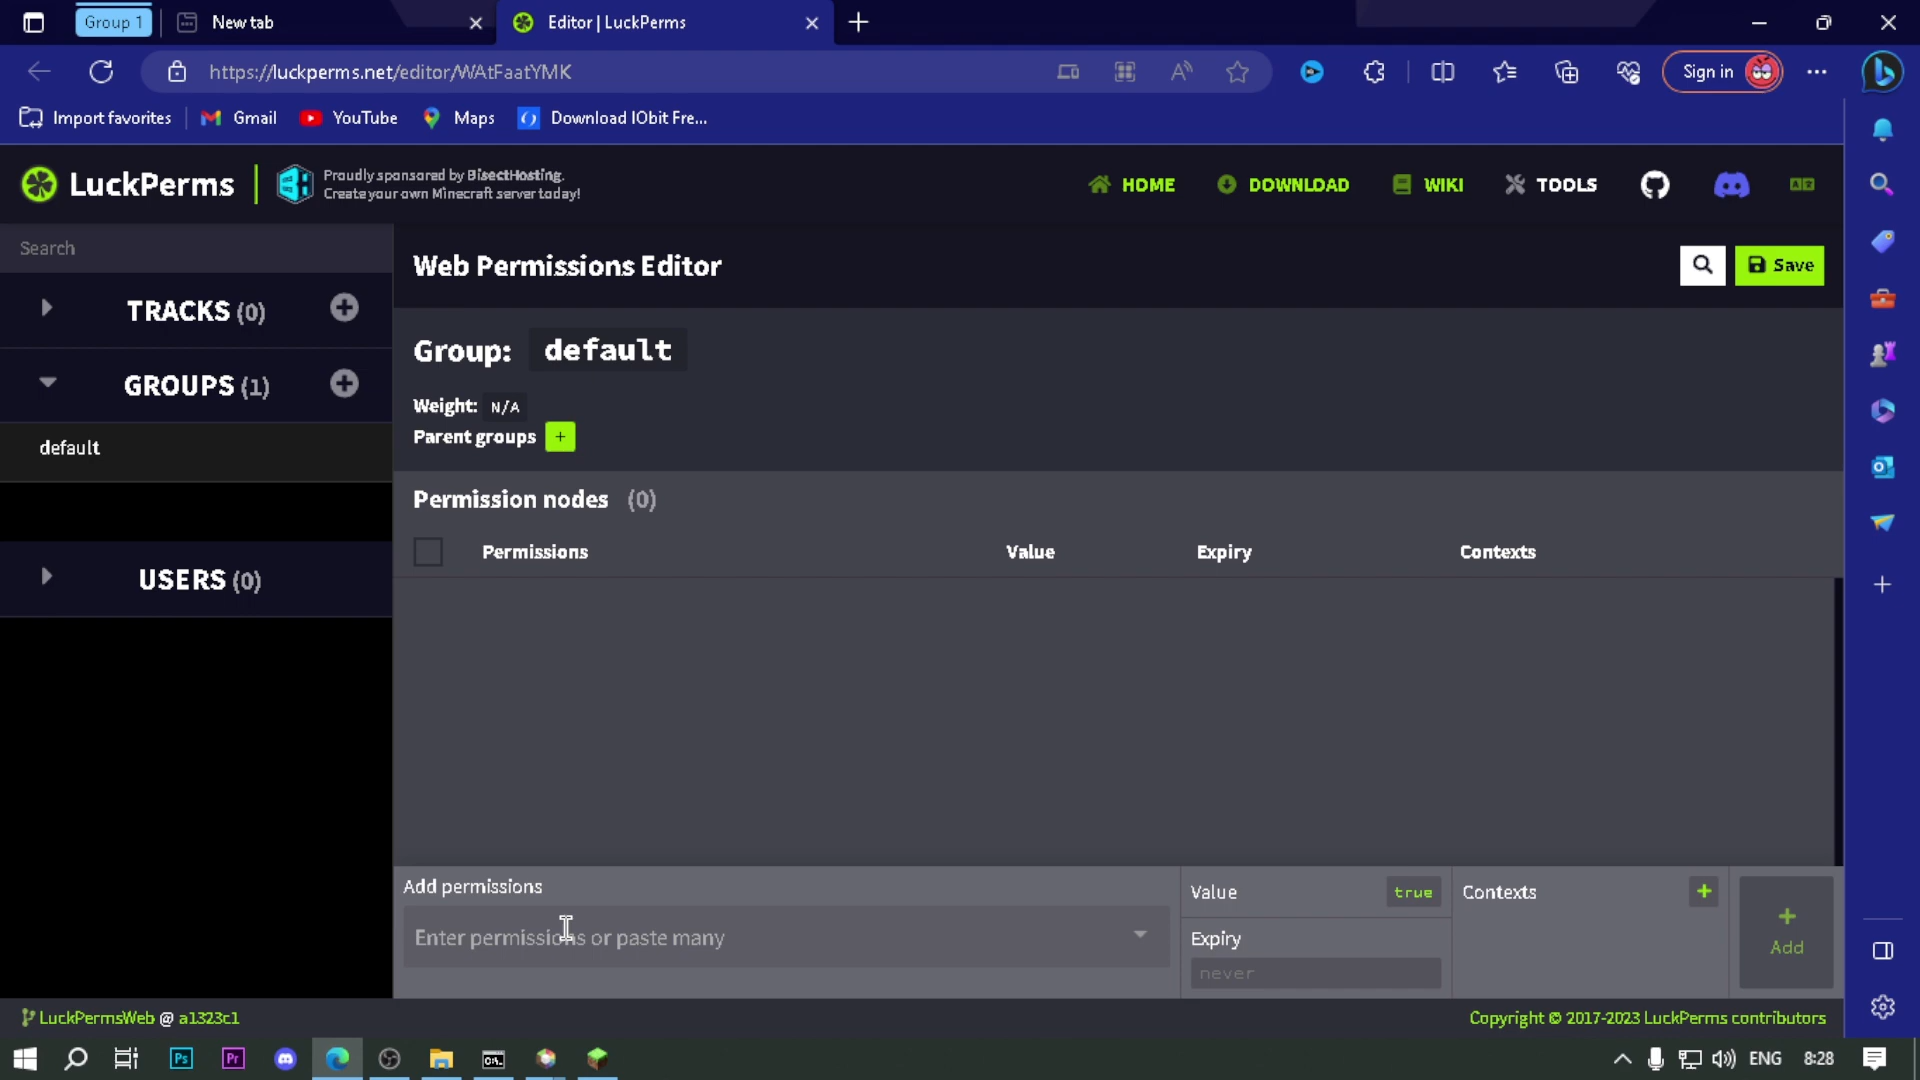 Group 1
New tab
Editor | LuckPerms
https://luckperms.net/editor/WAtFaatYMK
Sign in
Import favorites
Gmail
YouTube
Maps
Download IObit Fre...
LuckPerms
Proudly sponsored by BisectHosting.
Create your own Minecraft server today!
HOME
DOWNLOAD
WIKI
TOOLS
Search
TRACKS (0)
GROUPS (1)
default
USERS (0)
Web Permissions Editor
Save
Group: default
Weight: N/A
Parent groups +
Permission nodes (0)
Permissions
Value
Expiry
Contexts
Add permissions
Enter permissions or paste many
Value true
Expiry
never
Contexts +
+
Add
LuckPermsWeb @ a1323c1
Copyright © 2017-2023 LuckPerms contributors
Ps
Pr
ENG
8:28